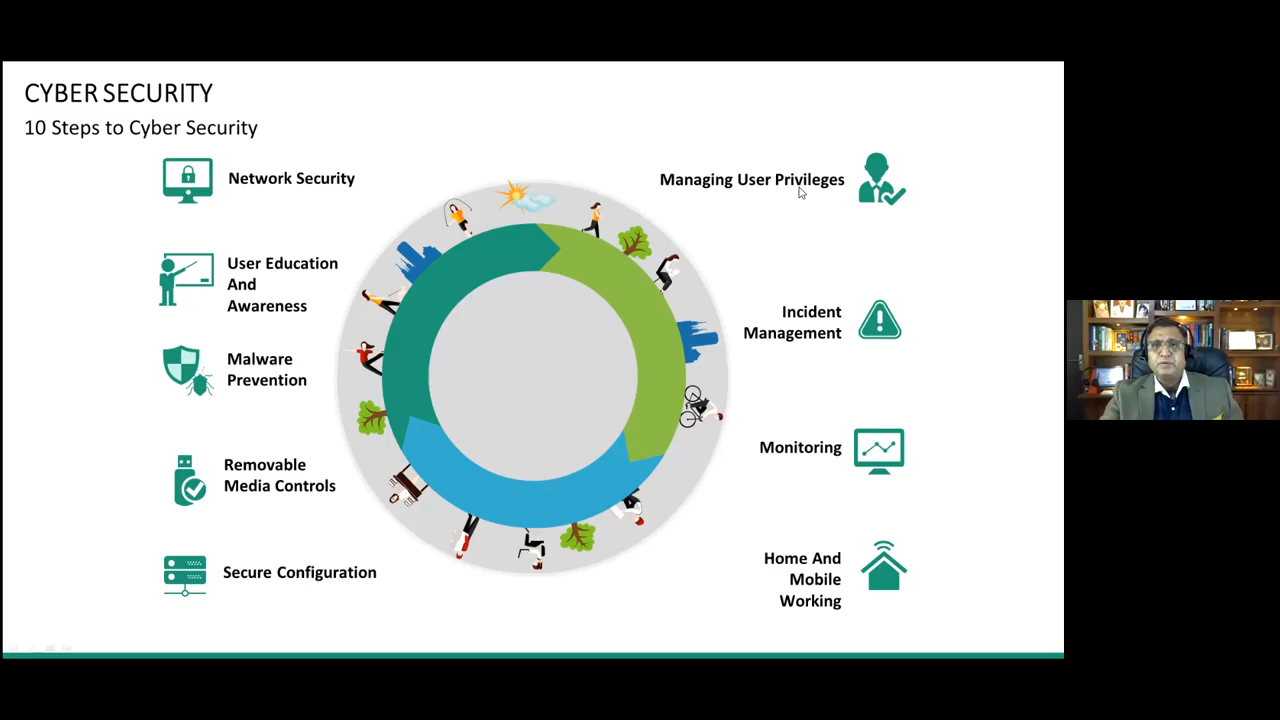 CYBER SECURITY
10 Steps to Cyber Security
Network Security
User Education
And
Awareness
Malware
Prevention
Removable
Media Controls
Secure Configuration
Managing User Privileges
Incident
Management
Monitoring
Home And
Mobile
Working